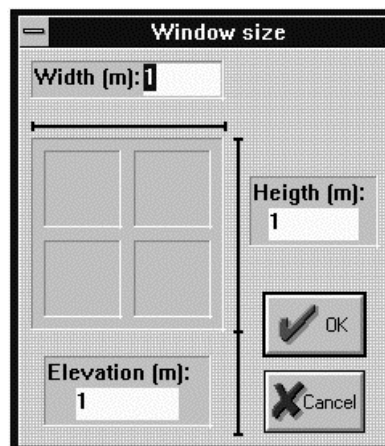 Window size
Width (m): 1
Heigth (m):
1
OK
Elevation (m):
1
Cancel